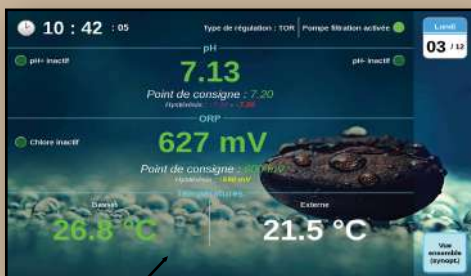 10 : 42 : 05
Type de régulation : TOR
Pompe filtration activée
Lundi
03 / 12
pH
pH+ inactif
pH- inactif
7.13
Point de consigne : 7.20
ORP
Chlore inactif
627 mV
Point de consigne :
Températures
Bassin
Externe
26.8 °C
21.5 °C
Vue
ensemble
(synopt.)